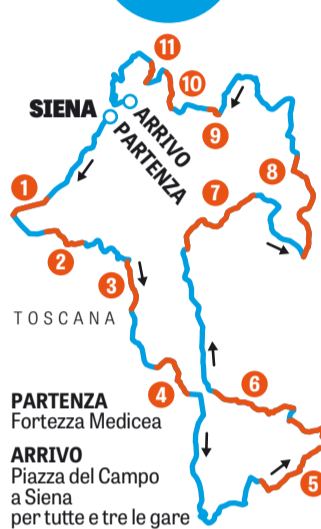 11
10
SIENA
ARRIVO
PARTENZA
9
8
7
1
2
3
TOSCANA
4
6
5
PARTENZA
Fortezza Medicea
ARRIVO
Piazza del Campo
a Siena
per tutte e tre le gare